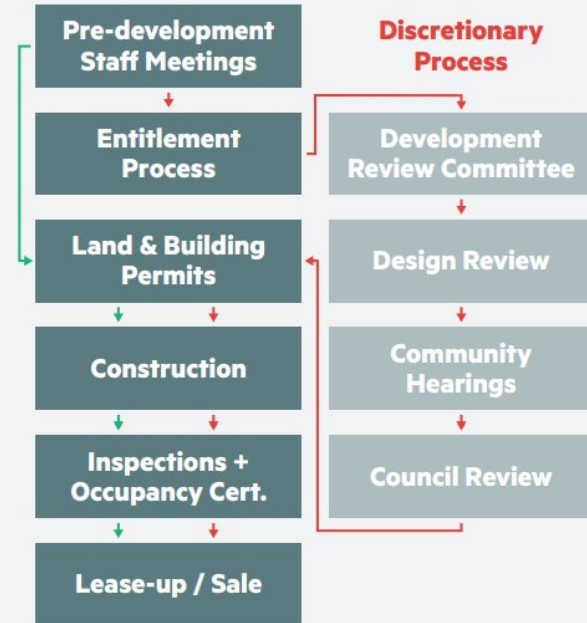 Pre-development
Staff Meetings
Discretionary
Process
Entitlement
Process
Development
Review Committee
Land & Building
Permits
Design Review
Construction
Community
Hearings
Inspections +
Occupancy Cert.
Council Review
Lease-up / Sale